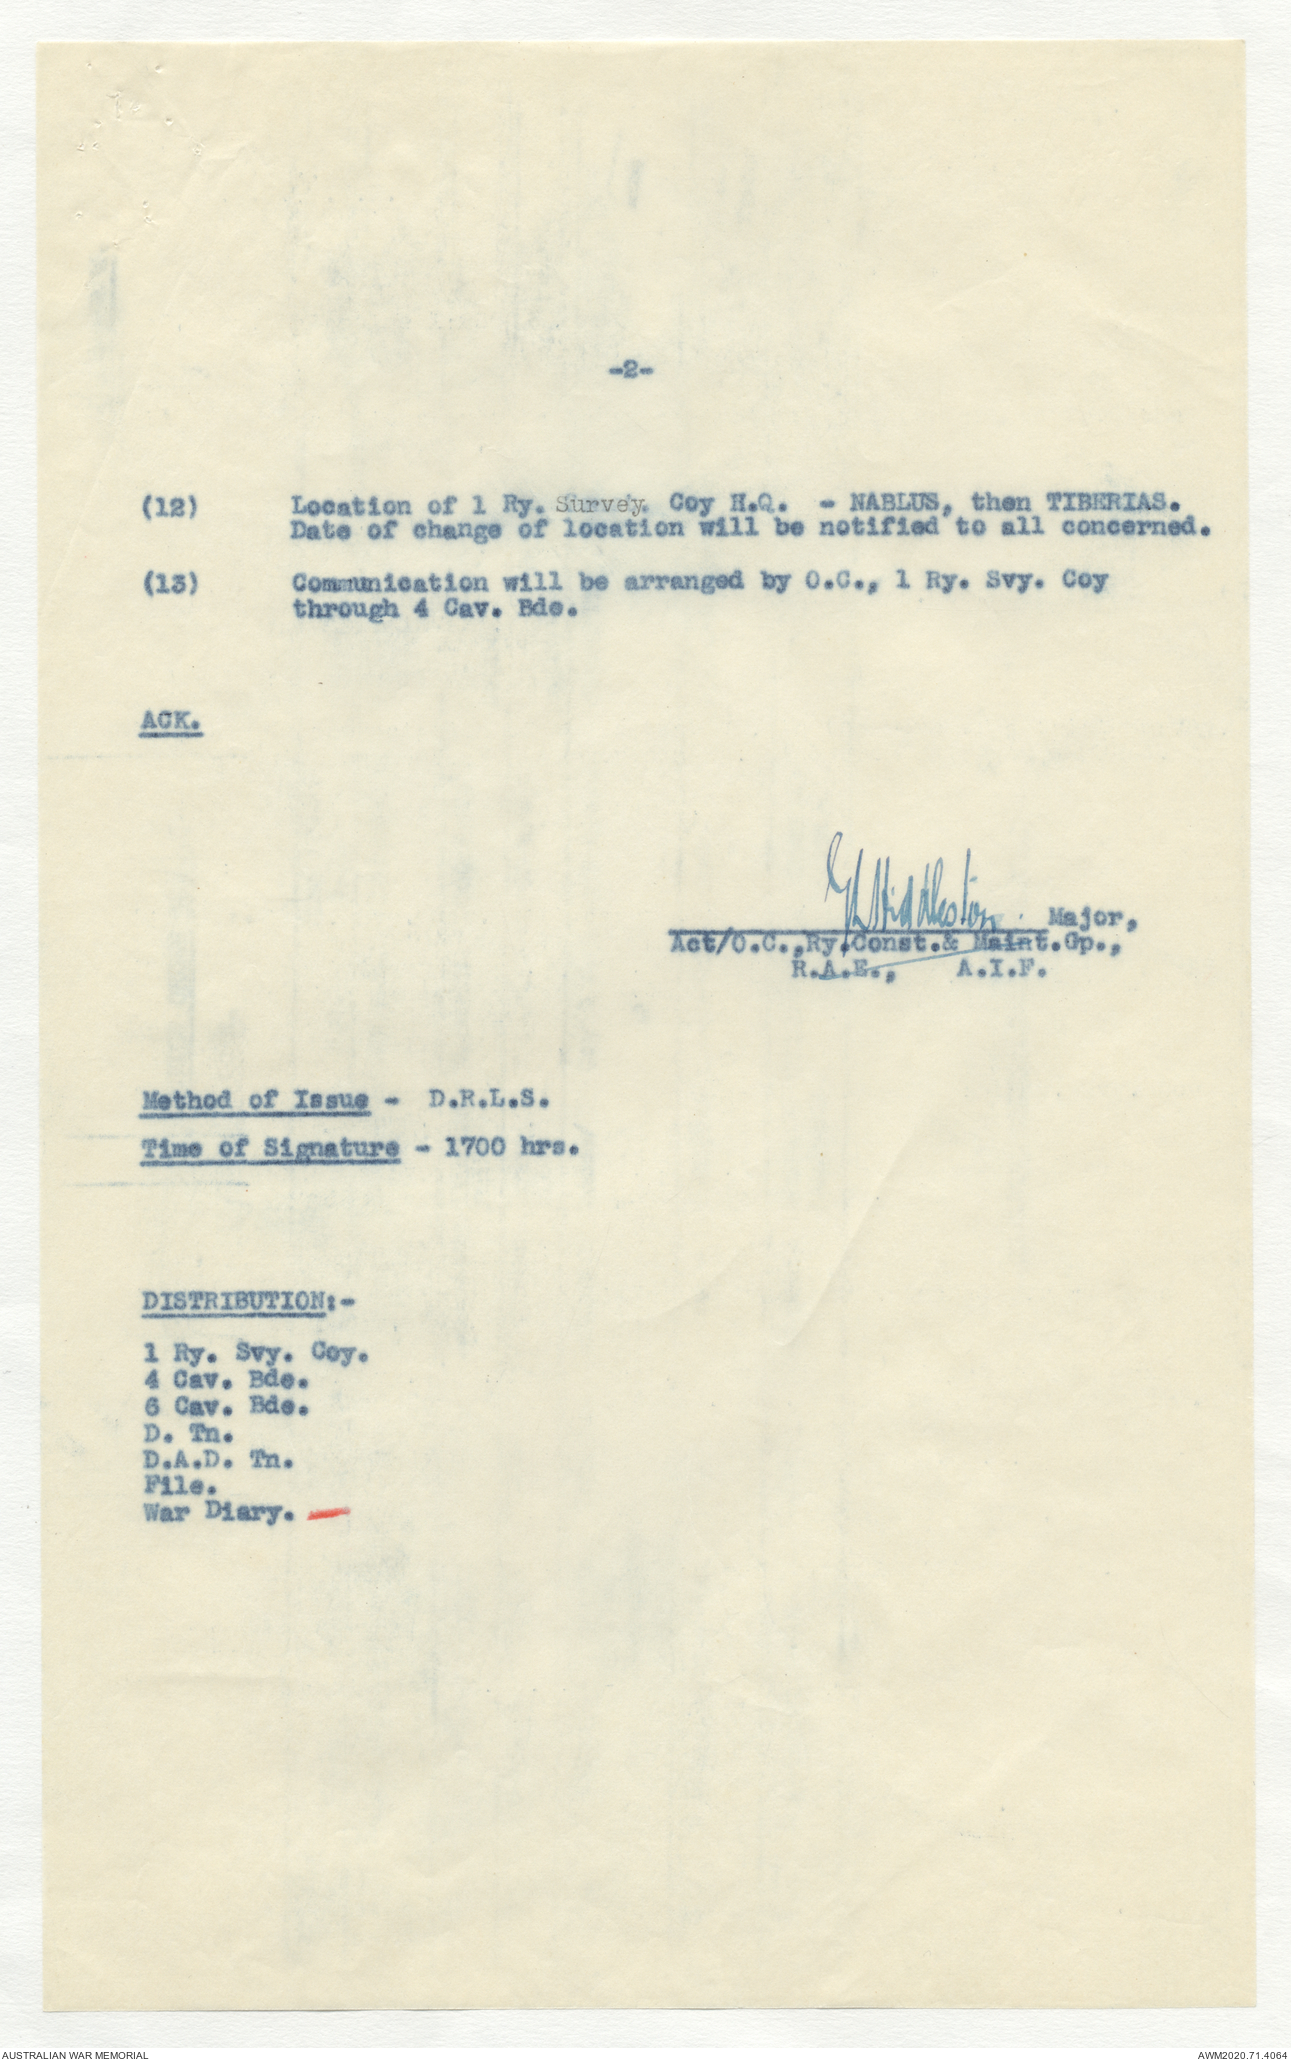 -2-
(12) Location of 1 Ry. Survey. Coy H.Q. - NABLUS, then TIBERIAS.
Date of change of location will be notified to all concerned.
(13) Communication will be arranged by O.C., 1 Ry. Svy. Coy
through 4 Cav. Bde.
ACK.
Middleston Major,
Act/O.C.,Ry.Const.& Maint.Gp.,
R.A.E., A.I.F.
Method of Issue - D.R.L.S.
Time of Signature - 1700 hrs.
DISTRIBUTION:-
1 Ry. Svy. Coy.
4 Cav. Bde.
6 Cav. Bde.
D. Tn.
D.A.D. Tn.
File.
War Diary.
AUSTRALIAN WAR MEMORIAL
AWM2020.71.4064